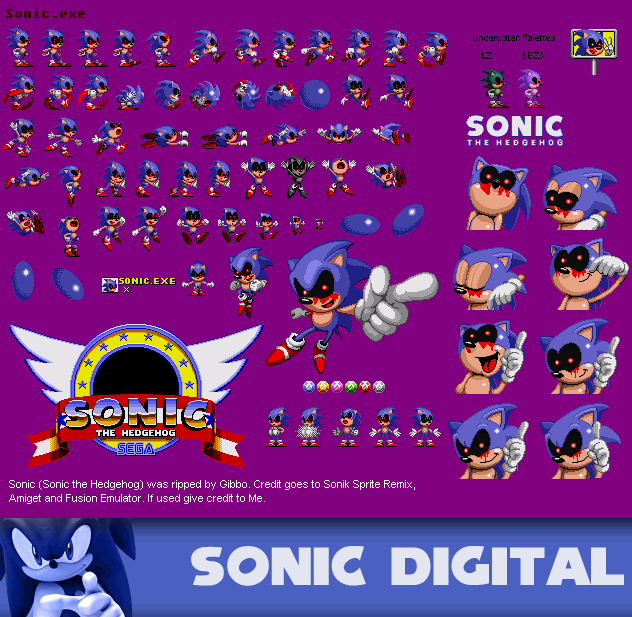 Sonic.exe
Underwater Palettes
LZ SBZ3
SONIC
THE HEDGEHOG
SONIC.EXE
×
SONIC
THE HEDGEHOG
SEGA
Sonic (Sonic the Hedgehog) was ripped by Gibbo. Credit goes to Sonik Sprite Remix,
Amiget and Fusion Emulator. If used give credit to Me.
SONIC DIGITAL